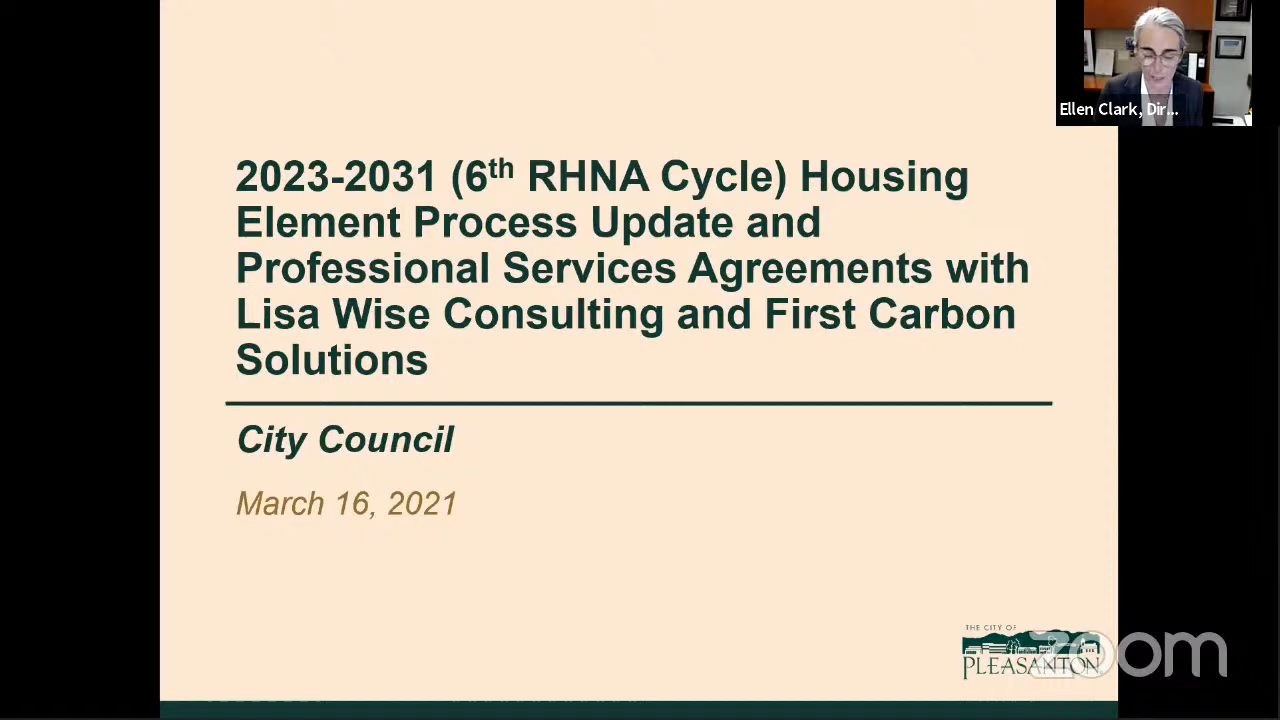 Ellen Clark, Dir...
2023-2031 (6th RHNA Cycle) Housing
Element Process Update and
Professional Services Agreements with
Lisa Wise Consulting and First Carbon
Solutions
City Council
March 16, 2021
THE CITY OF
PLEASANTON
zoom